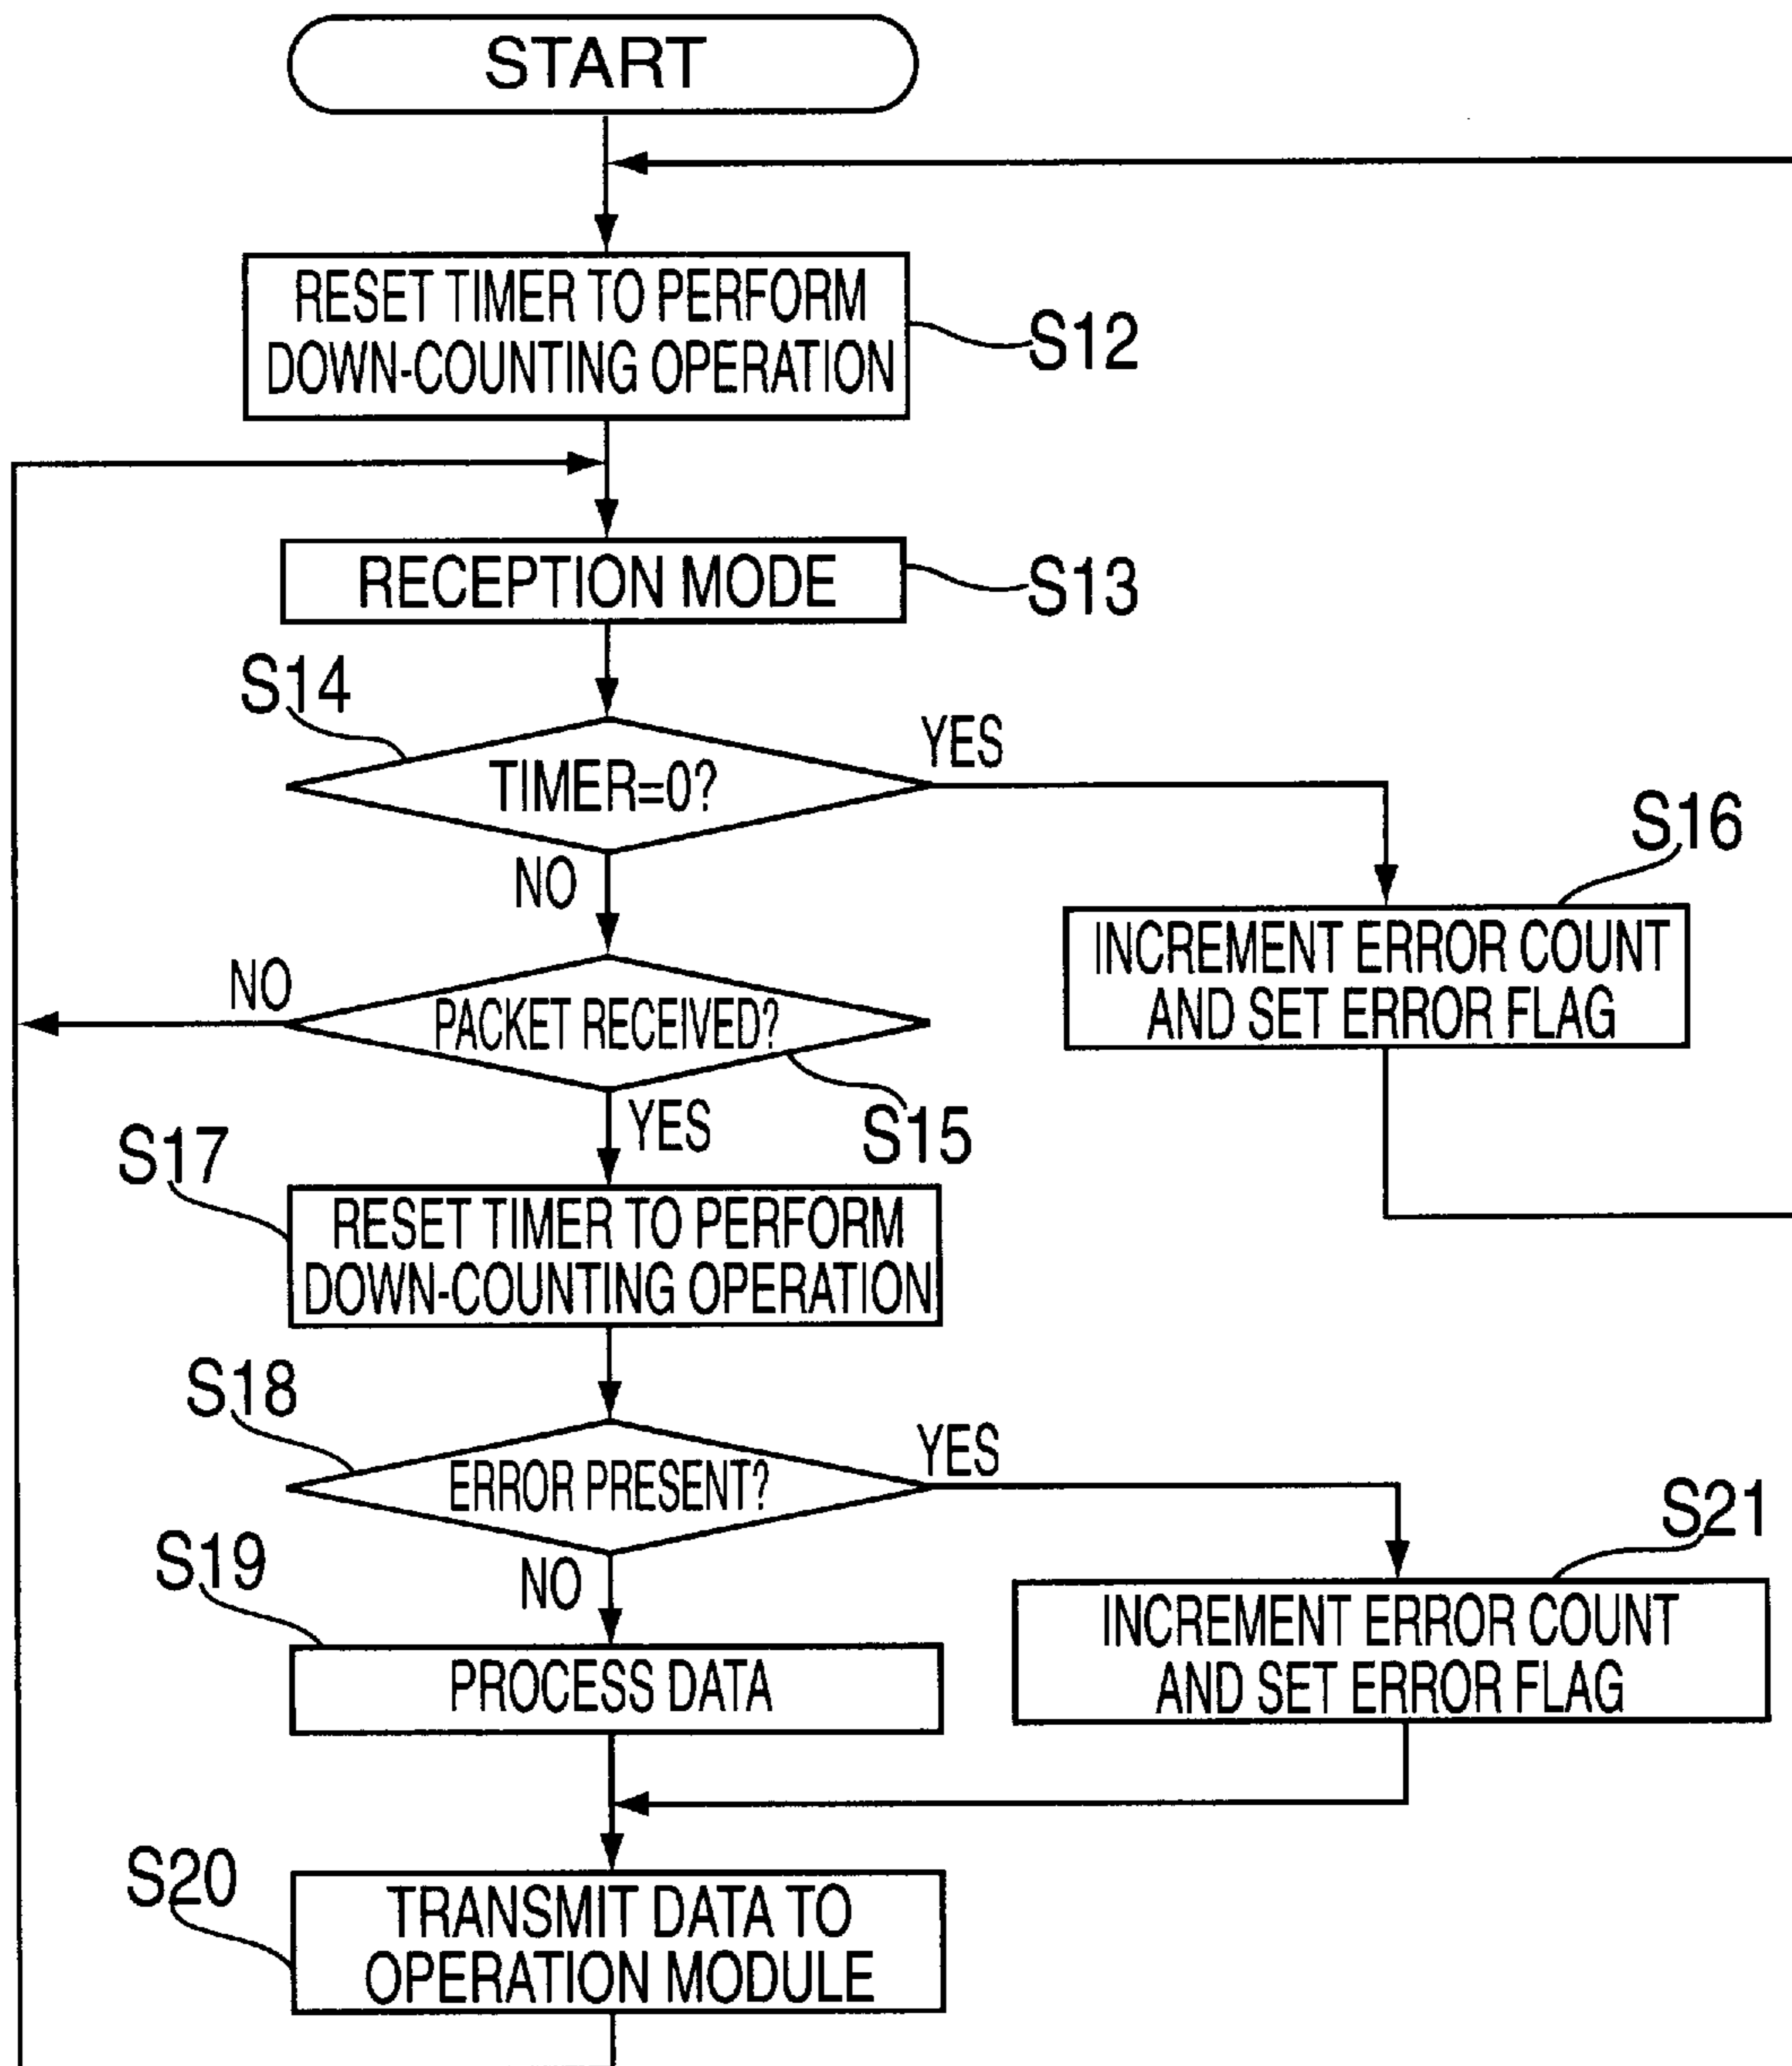 START
RESET TIMER TO PERFORM
DOWN-COUNTING OPERATION
S12
RECEPTION MODE
S13
S14
TIMER=0?
YES
NO
S16
INCREMENT ERROR COUNT
AND SET ERROR FLAG
NO
PACKET RECEIVED?
S15
YES
S17
RESET TIMER TO PERFORM
DOWN-COUNTING OPERATION
S18
ERROR PRESENT?
YES
NO
S21
INCREMENT ERROR COUNT
AND SET ERROR FLAG
S19
PROCESS DATA
S20
TRANSMIT DATA TO
OPERATION MODULE